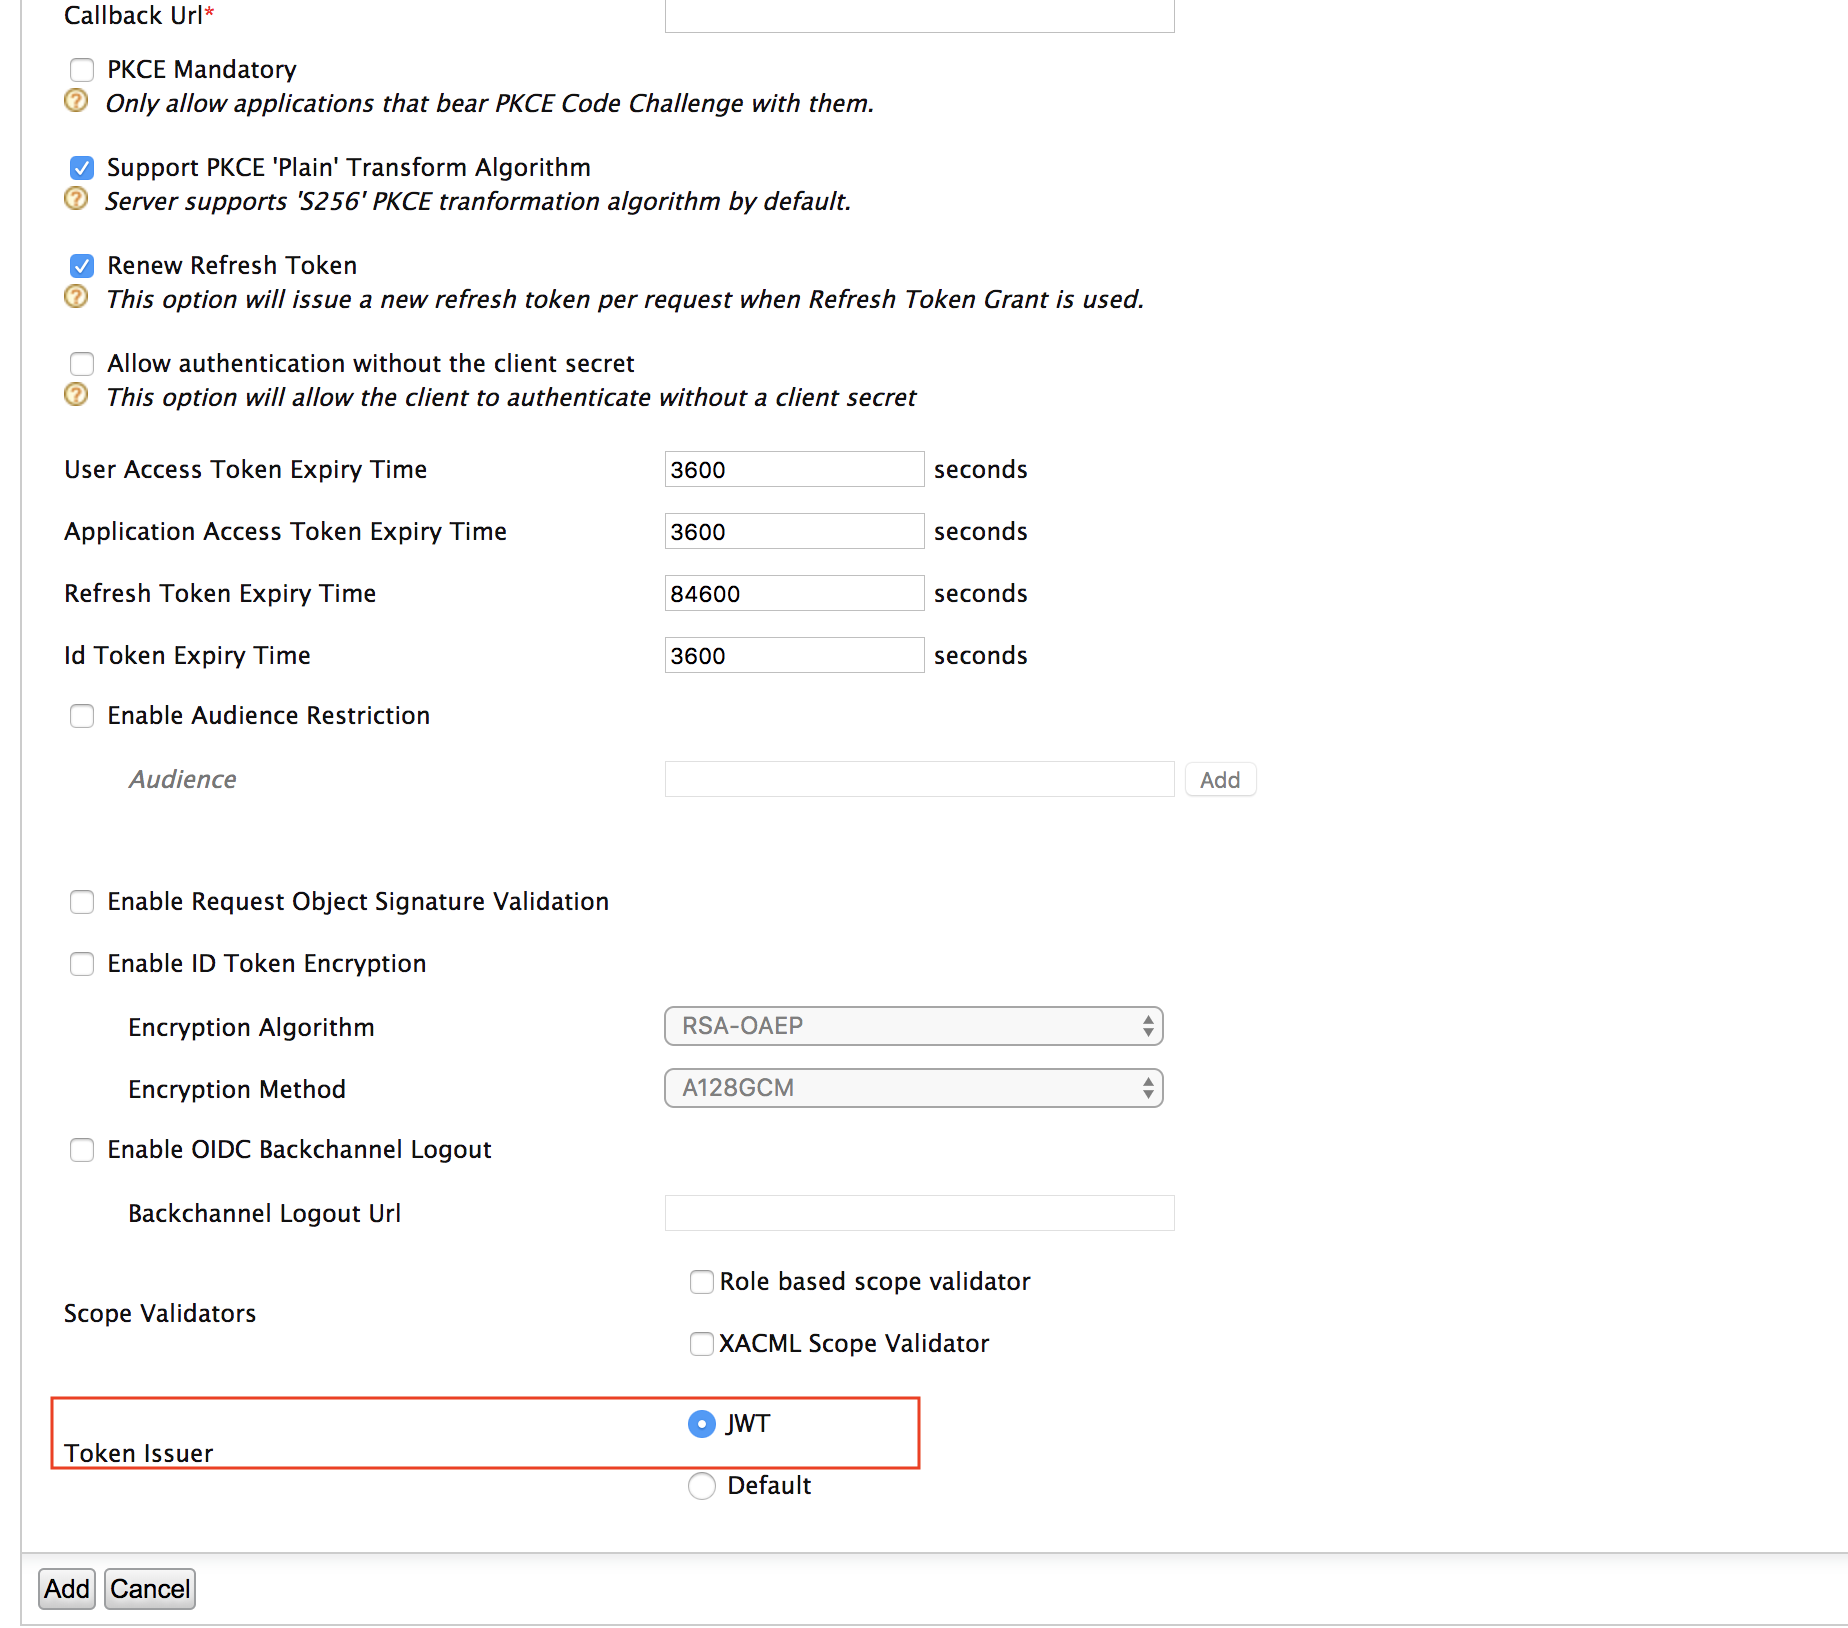 Callback Url*
PKCE Mandatory
Only allow applications that bear PKCE Code Challenge with them.
Support PKCE 'Plain' Transform Algorithm
Server supports 'S256' PKCE tranformation algorithm by default.
Renew Refresh Token
This option will issue a new refresh token per request when Refresh Token Grant is used.
Allow authentication without the client secret
This option will allow the client to authenticate without a client secret
User Access Token Expiry Time 3600 seconds
Application Access Token Expiry Time 3600 seconds
Refresh Token Expiry Time 84600 seconds
Id Token Expiry Time 3600 seconds
Enable Audience Restriction
Audience Add
Enable Request Object Signature Validation
Enable ID Token Encryption
Encryption Algorithm RSA-OAEP
Encryption Method A128GCM
Enable OIDC Backchannel Logout
Backchannel Logout Url
Role based scope validator
Scope Validators
XACML Scope Validator
JWT
Token Issuer
Default
Add Cancel